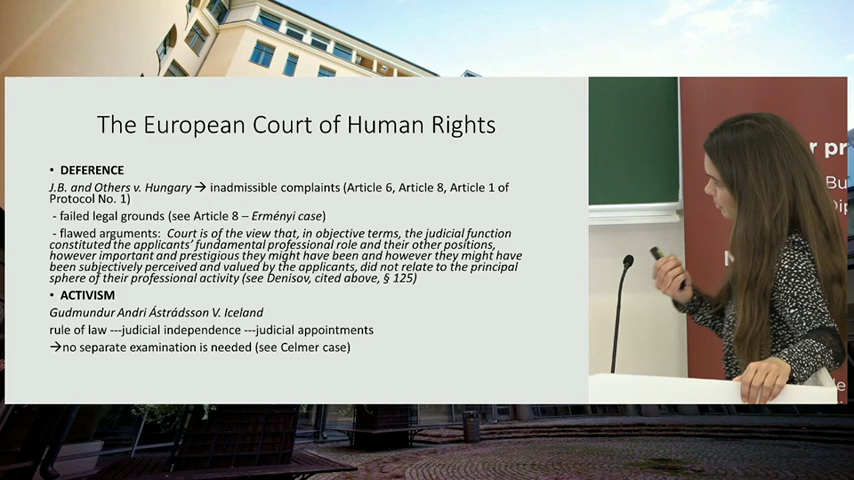 The European Court of Human Rights
• DEFERENCE
J.B. and Others v. Hungary → inadmissible complaints (Article 6, Article 8, Article 1 of
Protocol No. 1)
- failed legal grounds (see Article 8 – Erményi case)
- flawed arguments: Court is of the view that, in objective terms, the judicial function
constituted the applicants’ fundamental professional role and their other positions,
however important and prestigious they might have been and however they might have
been subjectively perceived and valued by the applicants, did not relate to the principal
sphere of their professional activity (see Denisov, cited above, § 125)
• ACTIVISM
Gudmundur Andri Ástrádsson V. Iceland
rule of law ---judicial independence ---judicial appointments
→no separate examination is needed (see Celmer case)
r pr
Bu
Dip